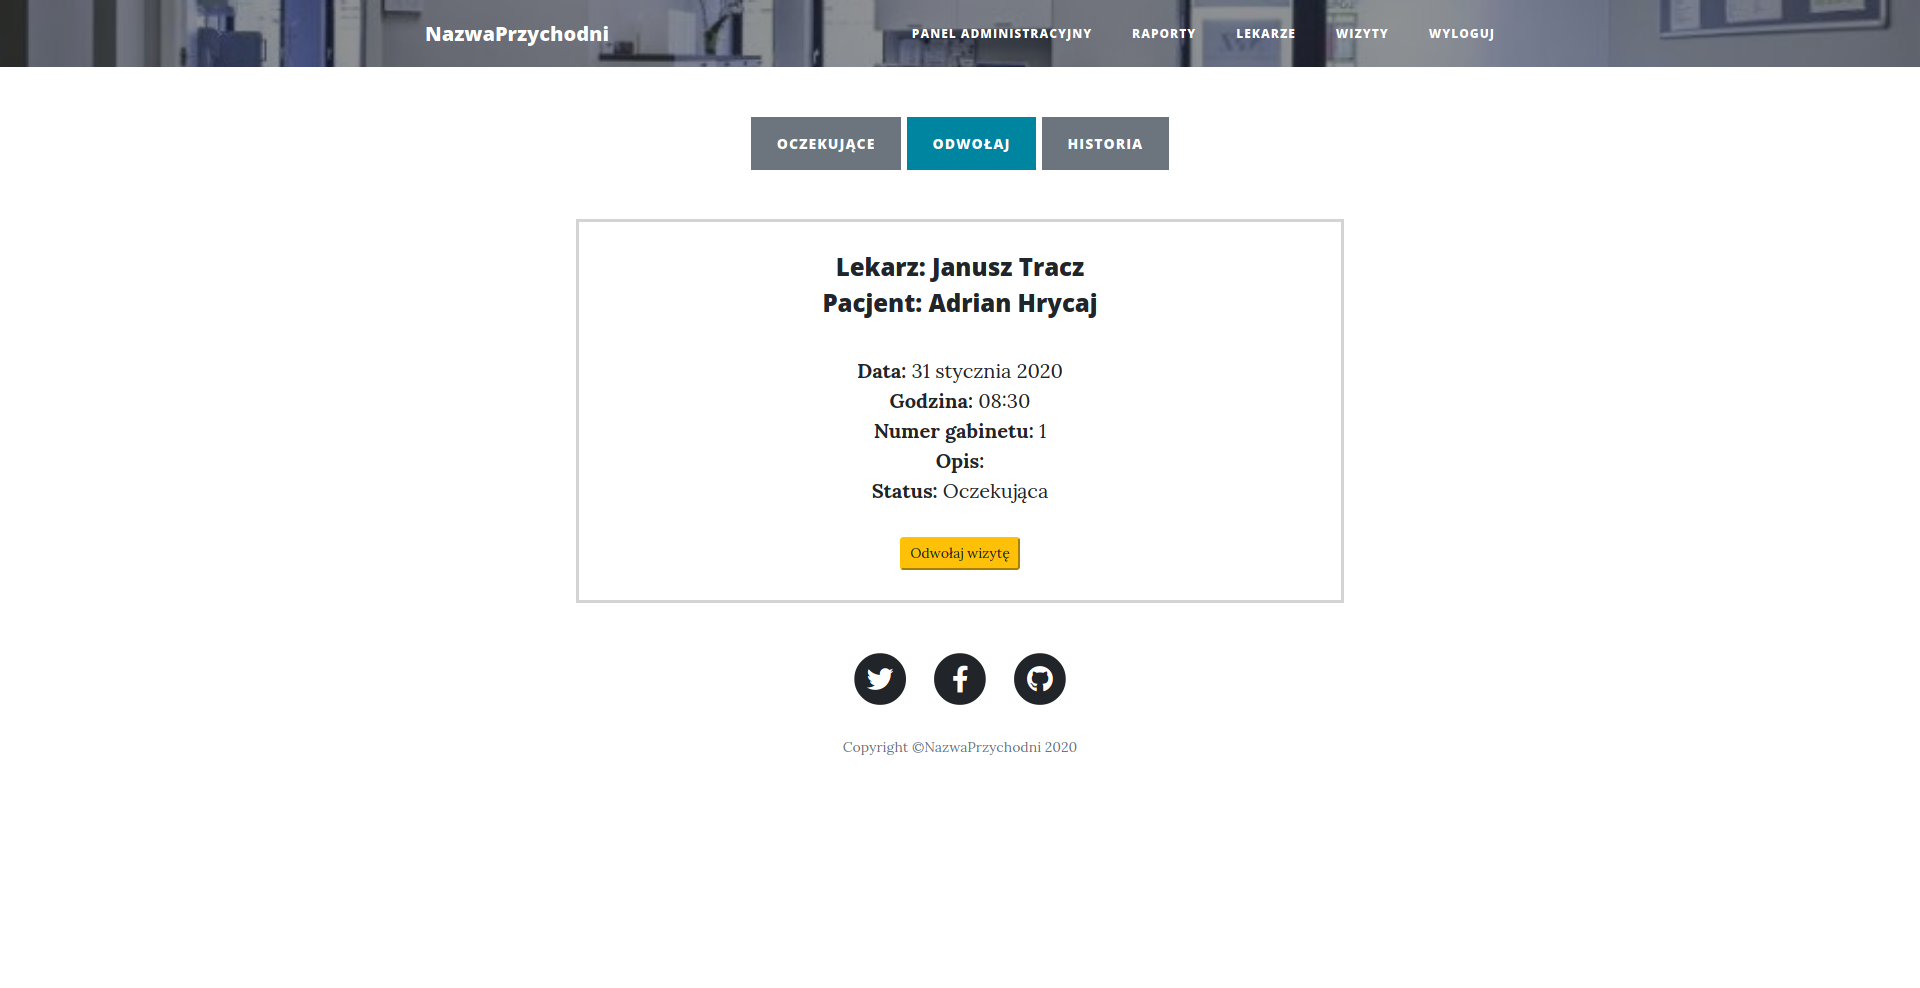 NazwaPrzychodni
PANEL ADMINISTRACYJNY
RAPORTY
LEKARZE
WIZYTY
WYLOGUJ
OCZEKUJĄCE
ODWOŁAJ
HISTORIA
Lekarz: Janusz Tracz
Pacjent: Adrian Hrycaj
Data: 31 stycznia 2020
Godzina: 08:30
Numer gabinetu: 1
Opis:
Status: Oczekująca
Odwołaj wizytę
Copyright ©NazwaPrzychodni 2020